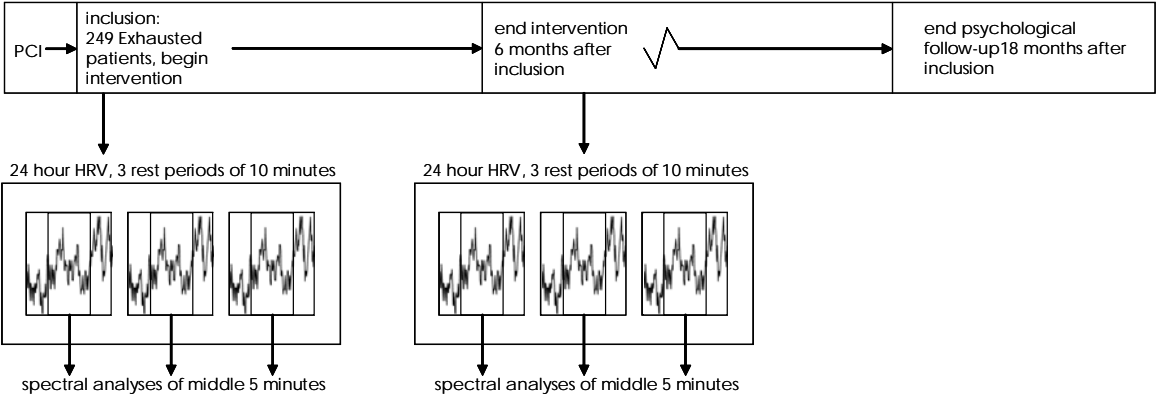 PCI
inclusion:
249 Exhausted
patients, begin
intervention
end intervention
6 months after
inclusion
end psychological
follow-up18 months after
inclusion
24 hour HRV, 3 rest periods of 10 minutes
24 hour HRV, 3 rest periods of 10 minutes
spectral analyses of middle 5 minutes
spectral analyses of middle 5 minutes